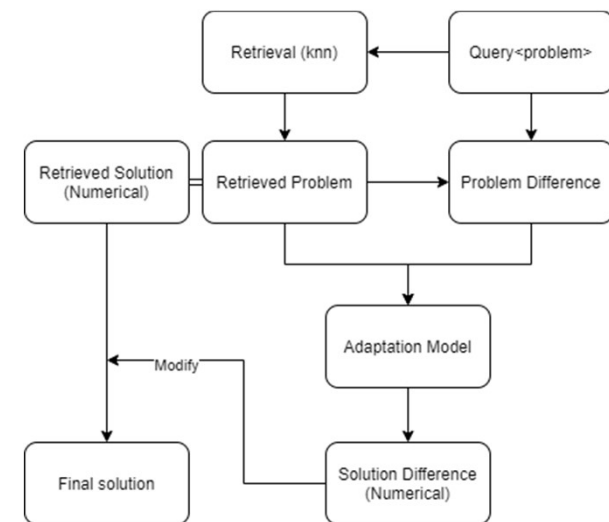 Retrieval (knn)
Query<problem>
Retrieved Solution
(Numerical)
Retrieved Problem
Problem Difference
Adaptation Model
Modify
Final solution
Solution Difference
(Numerical)